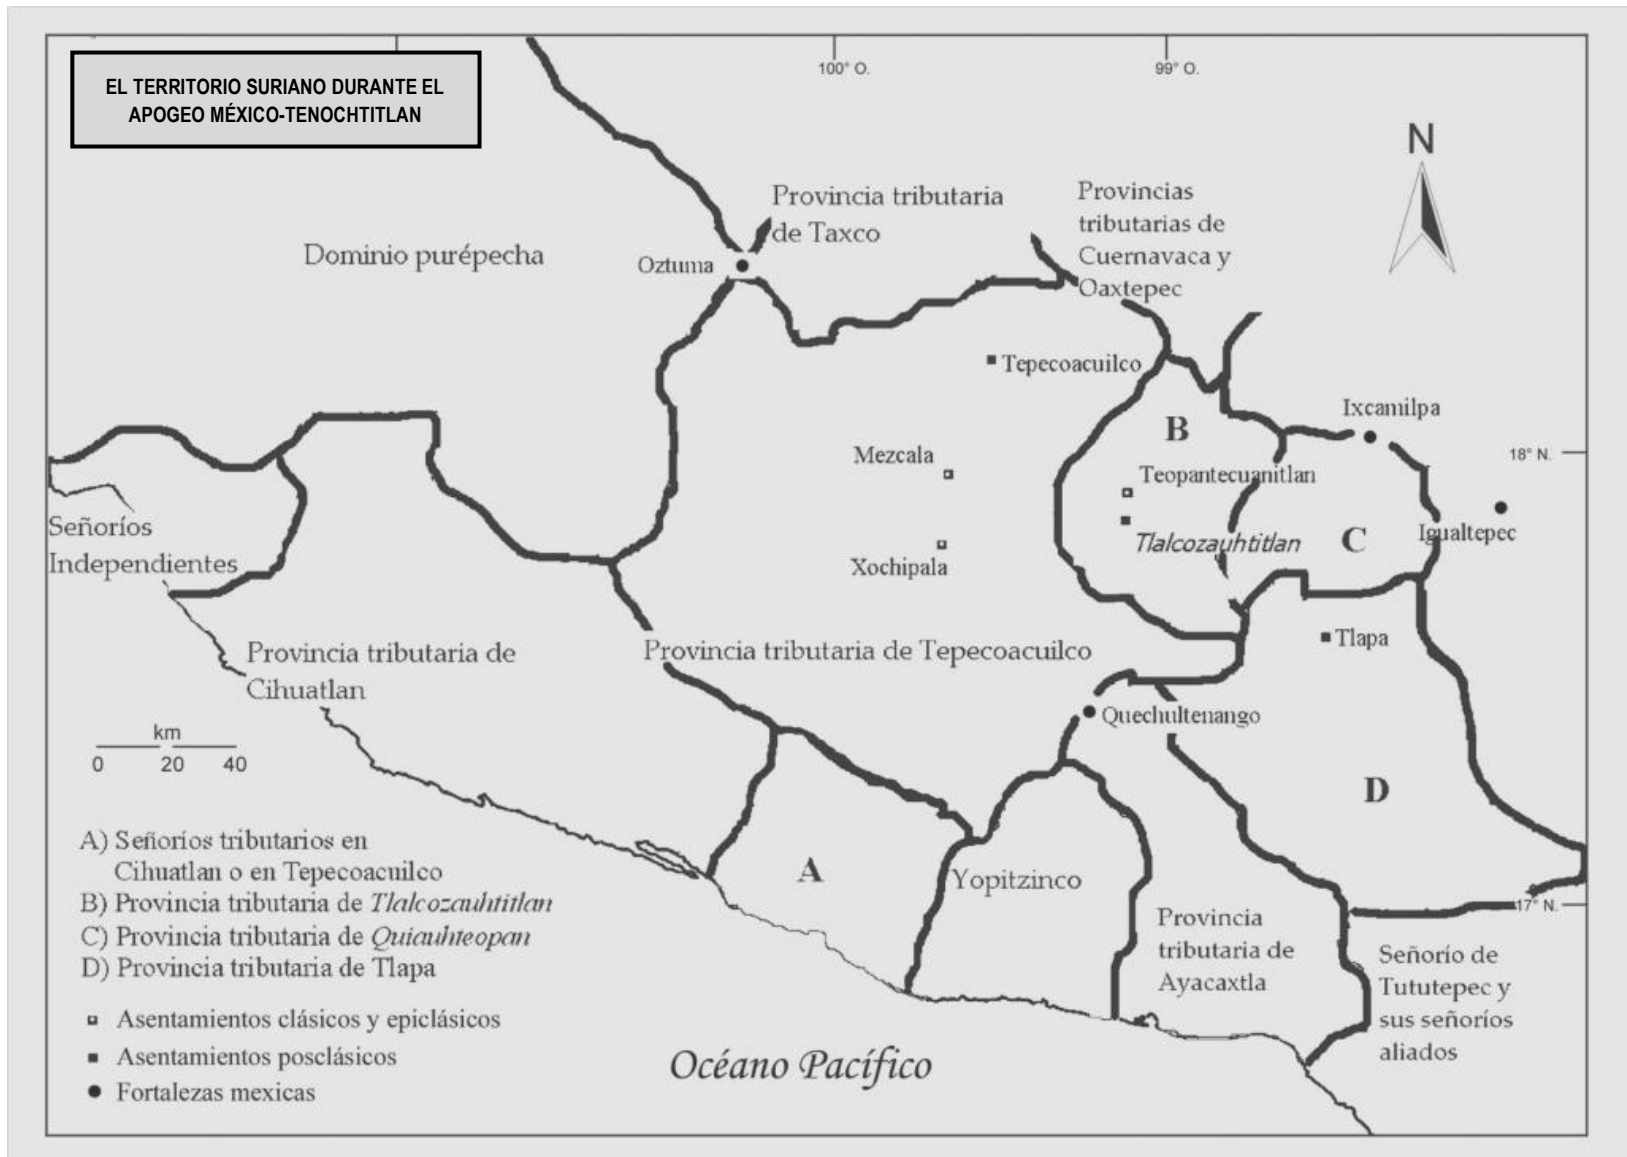 EL TERRITORIO SURIANO DURANTE EL
APOGEO MÉXICO-TENOCHTITLAN
100° O.
99° O.
N
Provincia tributaria
de Taxco
Provincias
tributarias de
Cuernavaca y
Oaxtepec
Dominio purépecha
Oztuma
Tepecoacuilco
Ixcamilpa
B
Mezcala
18° N.
Teopantecuanitlan
Señoríos
Independientes
Igualtepec
Tlalcozauhtitlan
C
Xochipala
Tlapa
Provincia tributaria de
Cihuatlan
Provincia tributaria de Tepecoacuilco
Quechultenango
km
0 20 40
D
A) Señoríos tributarios en
Cihuatlan o en Tepecoacuilco
B) Provincia tributaria de Tlalcozauhtitlan
C) Provincia tributaria de Quiauhteopan
D) Provincia tributaria de Tlapa
A
Yopitzinco
17° N.
Provincia
tributaria de
Ayacaxtla
Señorío de
Tututepec y
sus señoríos
aliados
Asentamientos clásicos y epiclásicos
Asentamientos posclásicos
Fortalezas mexicas
Océano Pacífico